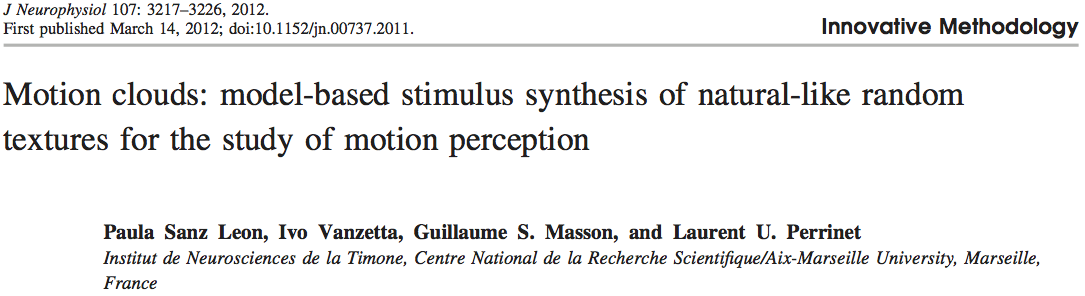 J Neurophysiol 107: 3217–3226, 2012.
First published March 14, 2012; doi:10.1152/jn.00737.2011.
Innovative Methodology
Motion clouds: model-based stimulus synthesis of natural-like random
textures for the study of motion perception
Paula Sanz Leon, Ivo Vanzetta, Guillaume S. Masson, and Laurent U. Perrinet
Institut de Neurosciences de la Timone, Centre National de la Recherche Scientifique/Aix-Marseille University, Marseille,
France